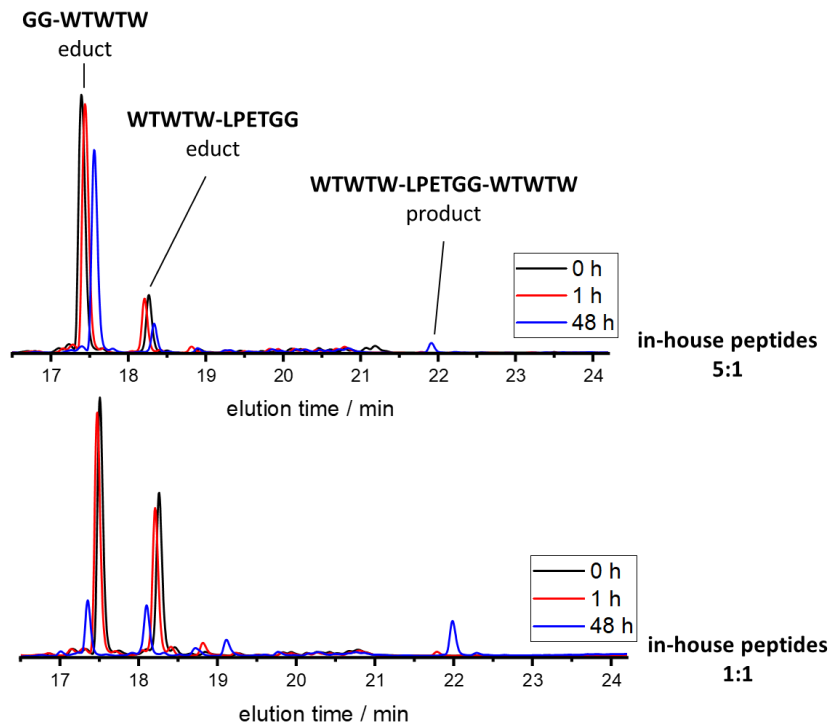 GG-WTWTW
educt
WTWTW-LPETGG
educt
WTWTW-LPETGG-WTWTW
product
0 h
1 h
48 h
in-house peptides
5:1
17 18 19 20 21 22 23 24
elution time / min
0 h
1 h
48 h
in-house peptides
1:1
17 18 19 20 21 22 23 24
elution time / min